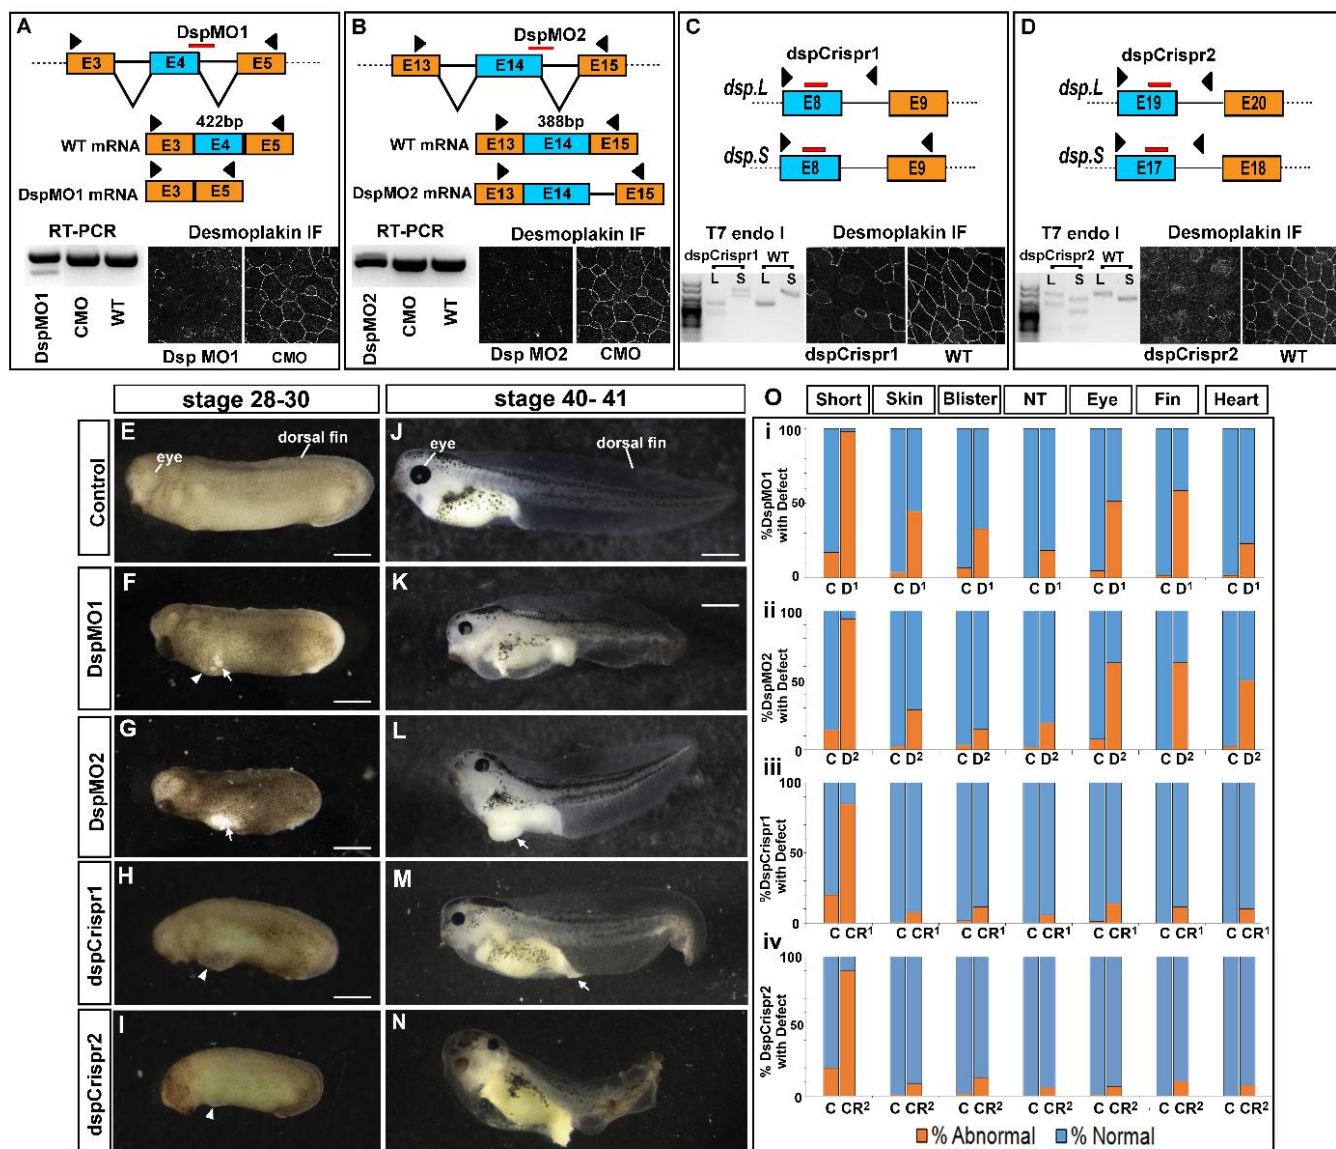 A
DspMO1
E3 E4 E5
422bp
WT mRNA E3 E4 E5
DspMO1 mRNA E3 E5
RT-PCR Desmoplakin IF
DspMO1 CMO WT
Dsp MO1 CMO
B
DspMO2
E13 E14 E15
388bp
WT mRNA E13 E14 E15
DspMO2 mRNA E13 E14 E15
RT-PCR Desmoplakin IF
DspMO2 CMO WT
Dsp MO2 CMO
C
dspCrispr1
dsp.L E8 E9
dsp.S E8 E9
T7 endo I Desmoplakin IF
dspCrispr1 WT
L S L S
dspCrispr1 WT
D
dspCrispr2
dsp.L E19 E20
dsp.S E17 E18
T7 endo I Desmoplakin IF
dspCrispr2 WT
L S L S
dspCrispr2 WT
stage 28-30 stage 40- 41
Control
E eye dorsal fin
J eye dorsal fin
DspMO1
F K
DspMO2
G L
dspCrispr1
H M
dspCrispr2
I N
O Short Skin Blister NT Eye Fin Heart
i
%DspMO1
with Defect
100
50
0
C D¹ C D¹ C D¹ C D¹ C D¹ C D¹ C D¹
ii
%DspMO2
with Defect
100
50
0
C D² C D² C D² C D² C D² C D² C D²
iii
%DspCrispr1
with Defect
100
50
0
C CR¹ C CR¹ C CR¹ C CR¹ C CR¹ C CR¹ C CR¹
iv
% DspCrispr2
with Defect
100
50
0
C CR² C CR² C CR² C CR² C CR² C CR² C CR²
% Abnormal % Normal